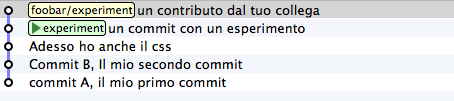 foobar/experiment un contributo dal tuo collega
experiment un commit con un esperimento
Adesso ho anche il css
Commit B, Il mio secondo commit
commit A, il mio primo commit